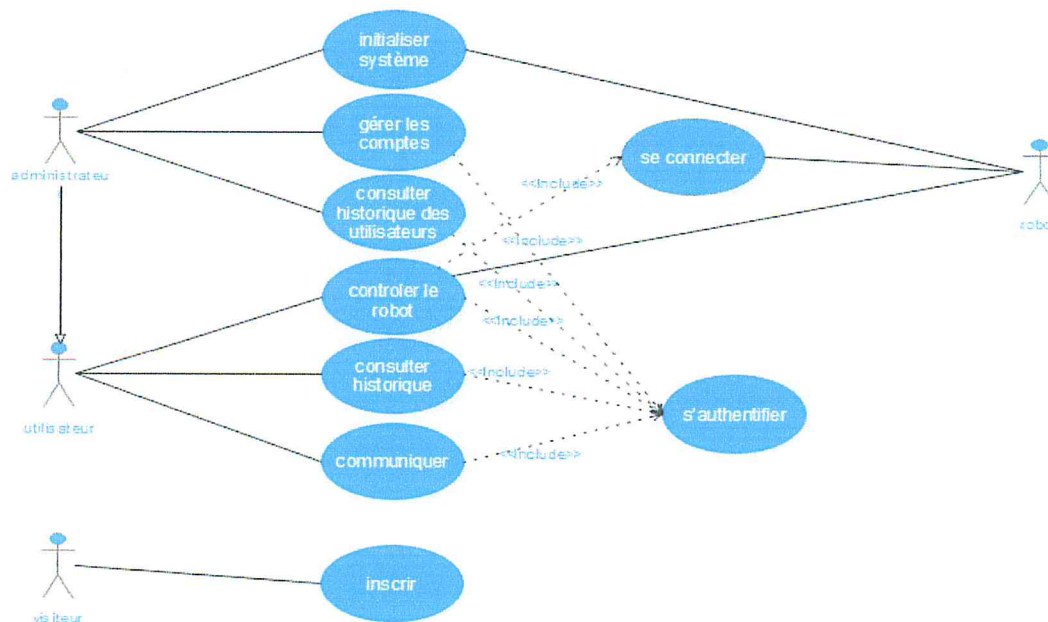 initialiser
système
gérer les
comptes
administrateu
r
se connecter
<<Include>>
consulter
historique des
utilisateurs
robot
<<Include>>
controler le
robot
<<Include>>
<<Include>>
consulter
historique
<<Include>>
s'authentifier
utilisateur
communiquer
<<Include>>
inscrir
visiteur